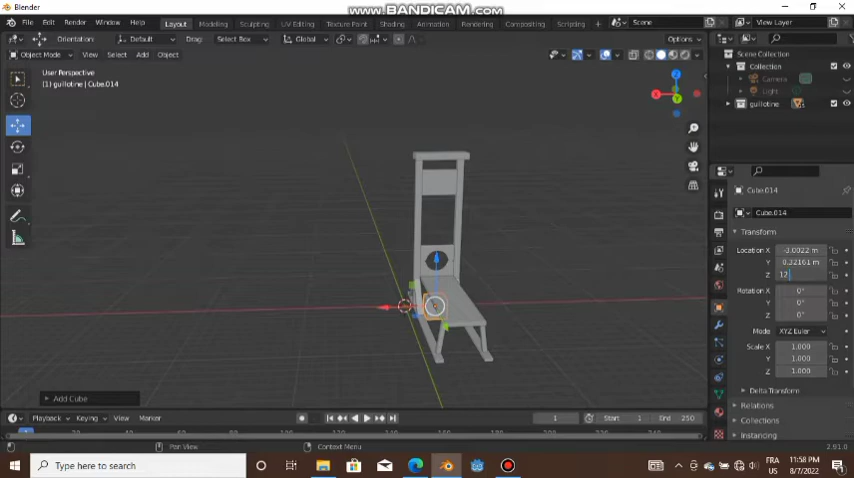 www.BANDICAM.com
Blender
File Edit Render Window Help Layout Modeling Sculpting UV Editing Texture Paint Shading Animation Rendering Compositing Scripting Scene View Layer
Orientation: Default Drag: Select Box Global Options
Object Mode View Select Add Object
User Perspective
(1) guillotine | Cube.014
Scene Collection
Collection
Camera
Light
guillotine
Cube.014
Cube.014
Transform
Location X -3.0022 m
Y 0.32161 m
Z 12
Rotation X 0°
Y 0°
Z 0°
Mode XYZ Euler
Scale X 1.000
Y 1.000
Z 1.000
Delta Transform
Relations
Collections
Instancing
Add Cube
Playback Keying View Marker 1 Start 1 End 250
Pan View Context Menu 2.91.0
Type here to search
FRA
11:58 PM
8/7/2022